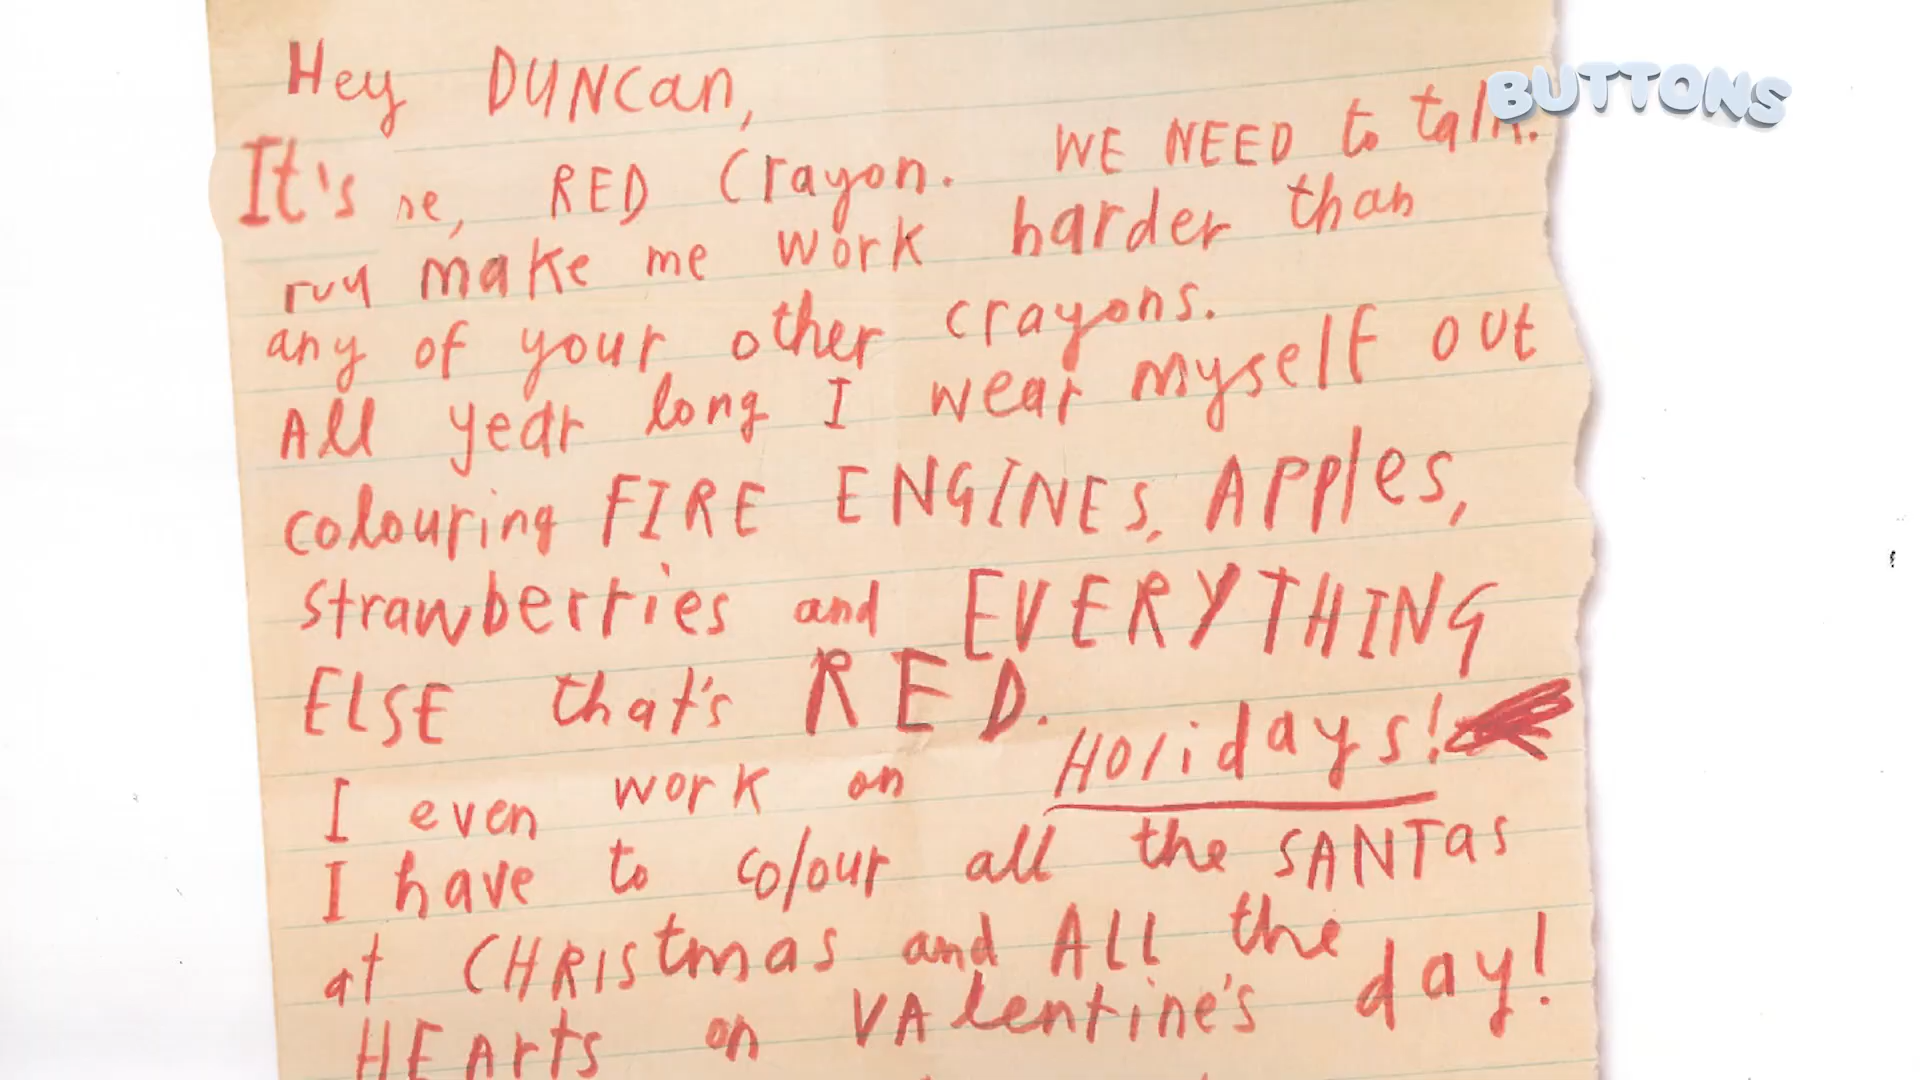 Hey DUNCan,
BUTTONS
It's me, RED Crayon. WE NEED to talk.
make me work harder than
any of your other crayons.
All year long I wear myself out
colouring FIRE ENGINES, APPles,
strawberries and EVERYTHING
ELSE that's RED.
I even work on Holidays!
I have to colour all the SANTas
at CHRIStmas and ALL the
HEArts on VAlentine's day!